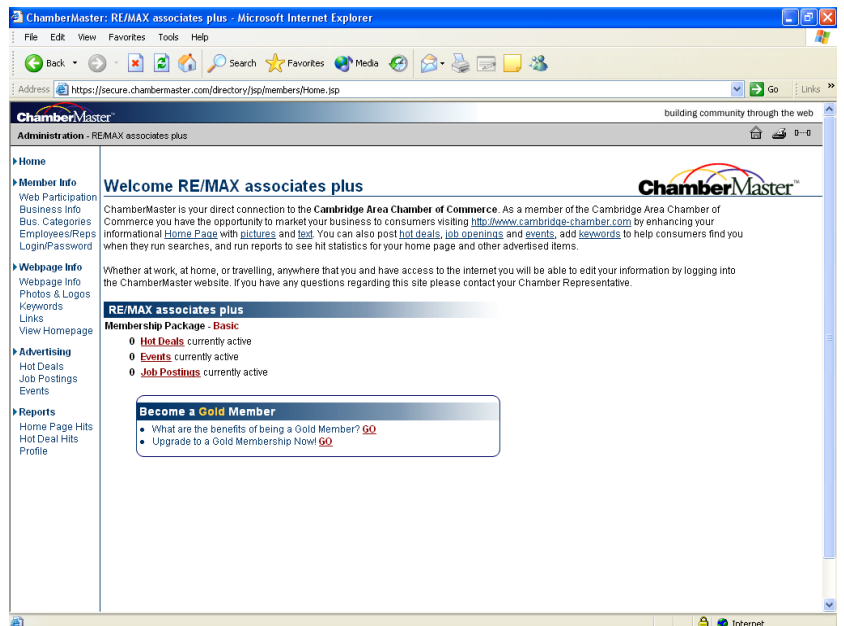 ChamberMaster: RE/MAX associates plus - Microsoft Internet Explorer
File Edit View Favorites Tools Help
Back Search Favorites Media
Address https://secure.chambermaster.com/directory/jsp/members/Home.jsp Go Links »
ChamberMaster™ building community through the web
Administration - RE/MAX associates plus
Home
Member Info
Web Participation
Business Info
Bus. Categories
Employees/Reps
Login/Password
Webpage Info
Webpage Info
Photos & Logos
Keywords
Links
View Homepage
Advertising
Hot Deals
Job Postings
Events
Reports
Home Page Hits
Hot Deal Hits
Profile
Welcome RE/MAX associates plus
ChamberMaster™
ChamberMaster is your direct connection to the Cambridge Area Chamber of Commerce. As a member of the Cambridge Area Chamber of
Commerce you have the opportunity to market your business to consumers visiting http://www.cambridge-chamber.com by enhancing your
informational Home Page with pictures and text. You can also post hot deals, job openings and events, add keywords to help consumers find you
when they run searches, and run reports to see hit statistics for your home page and other advertised items.
Whether at work, at home, or travelling, anywhere that you and have access to the internet you will be able to edit your information by logging into
the ChamberMaster website. If you have any questions regarding this site please contact your Chamber Representative.
RE/MAX associates plus
Membership Package - Basic
0 Hot Deals currently active
0 Events currently active
0 Job Postings currently active
Become a Gold Member
• What are the benefits of being a Gold Member? GO
• Upgrade to a Gold Membership Now! GO
Internet